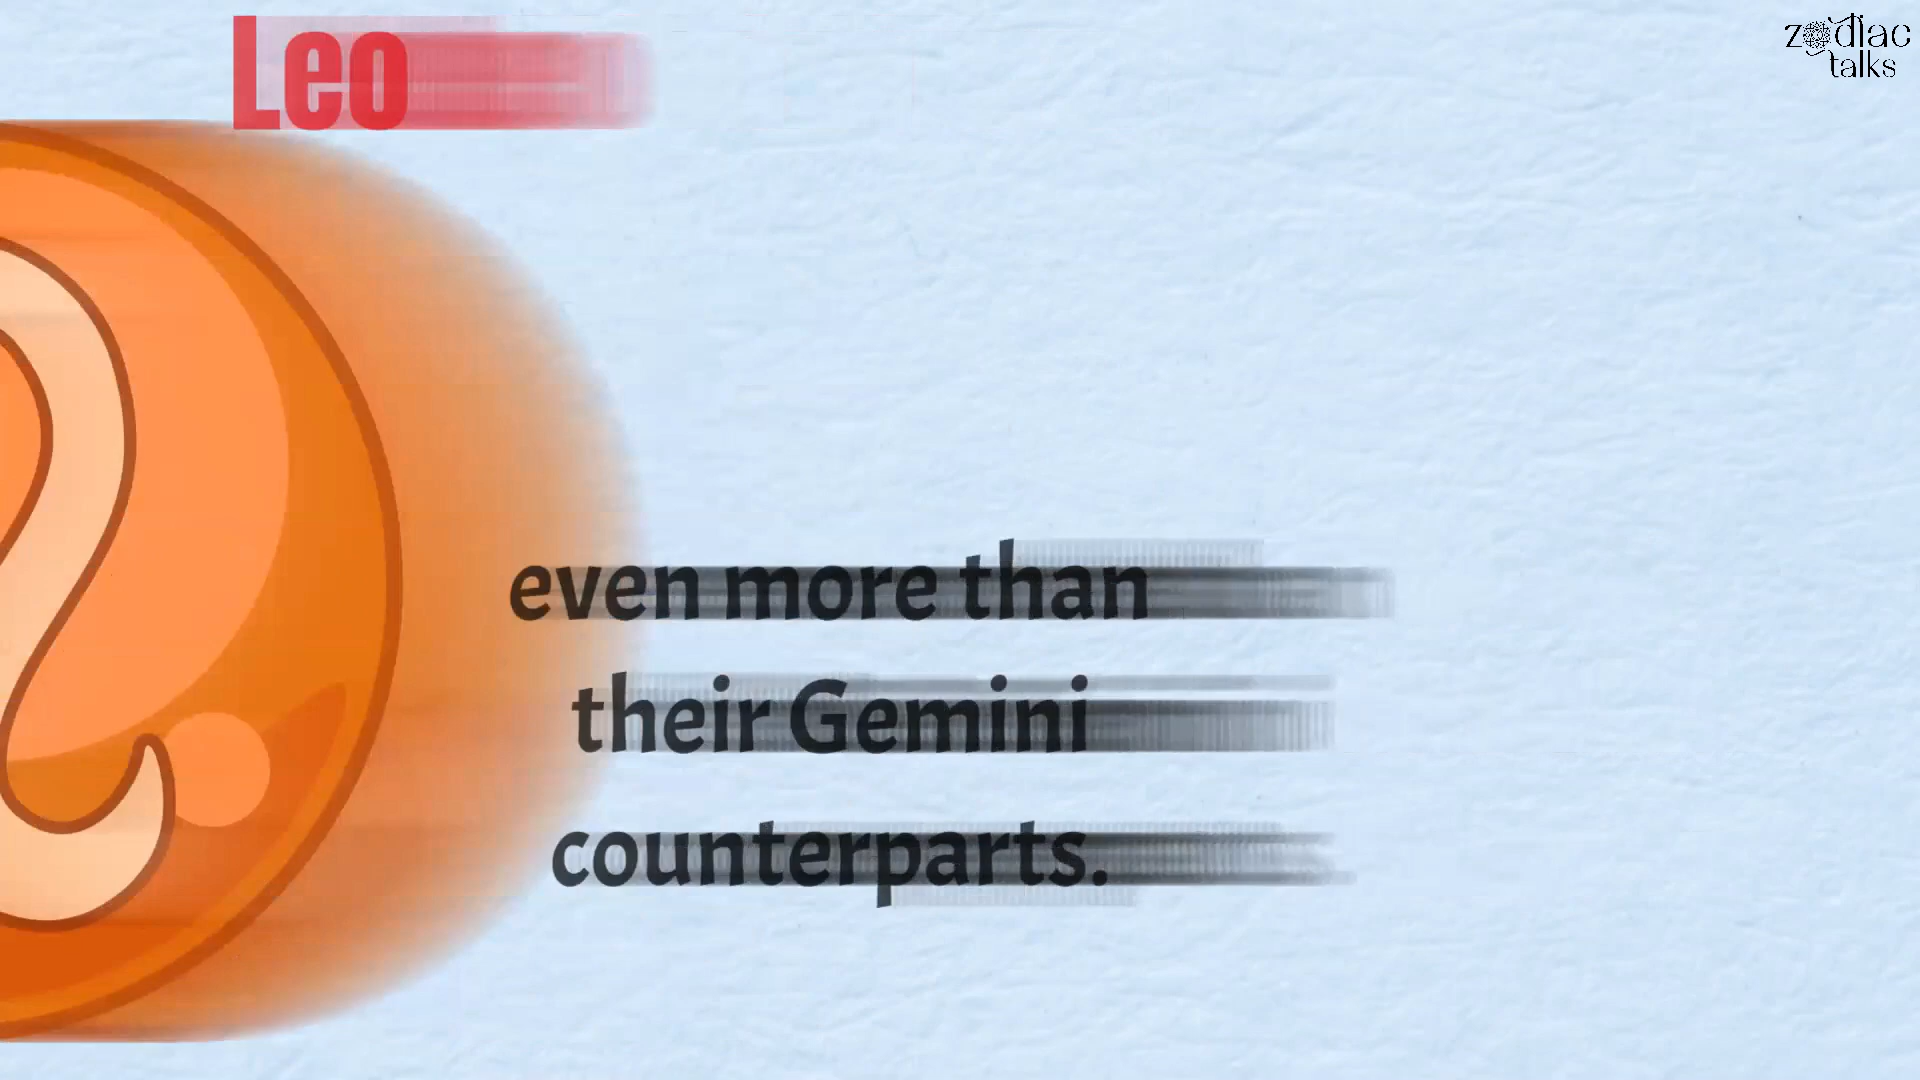 Leo
zodiac
talks
even more than
their Gemini
counterparts.